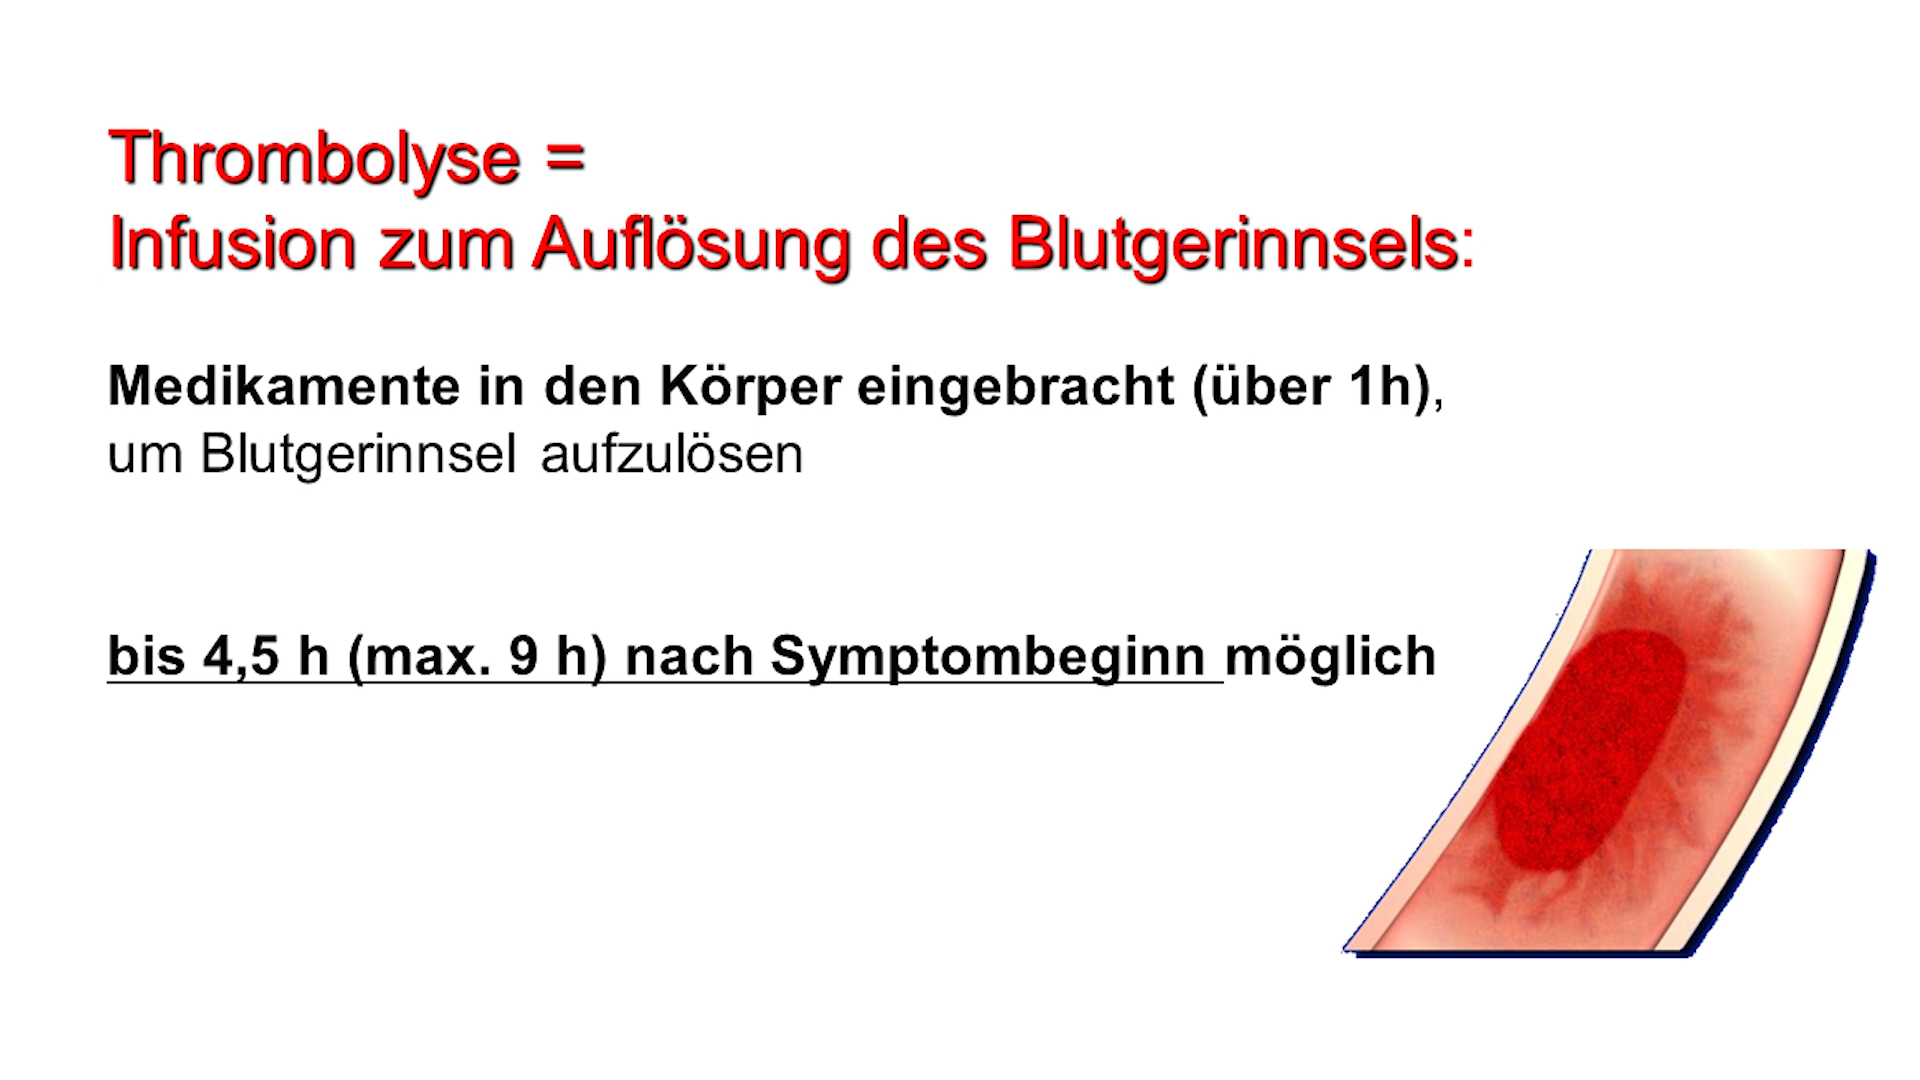 Thrombolyse =
Infusion zum Auflösung des Blutgerinnsels:
Medikamente in den Körper eingebracht (über 1h),
um Blutgerinnsel aufzulösen
bis 4,5 h (max. 9 h) nach Symptombeginn möglich